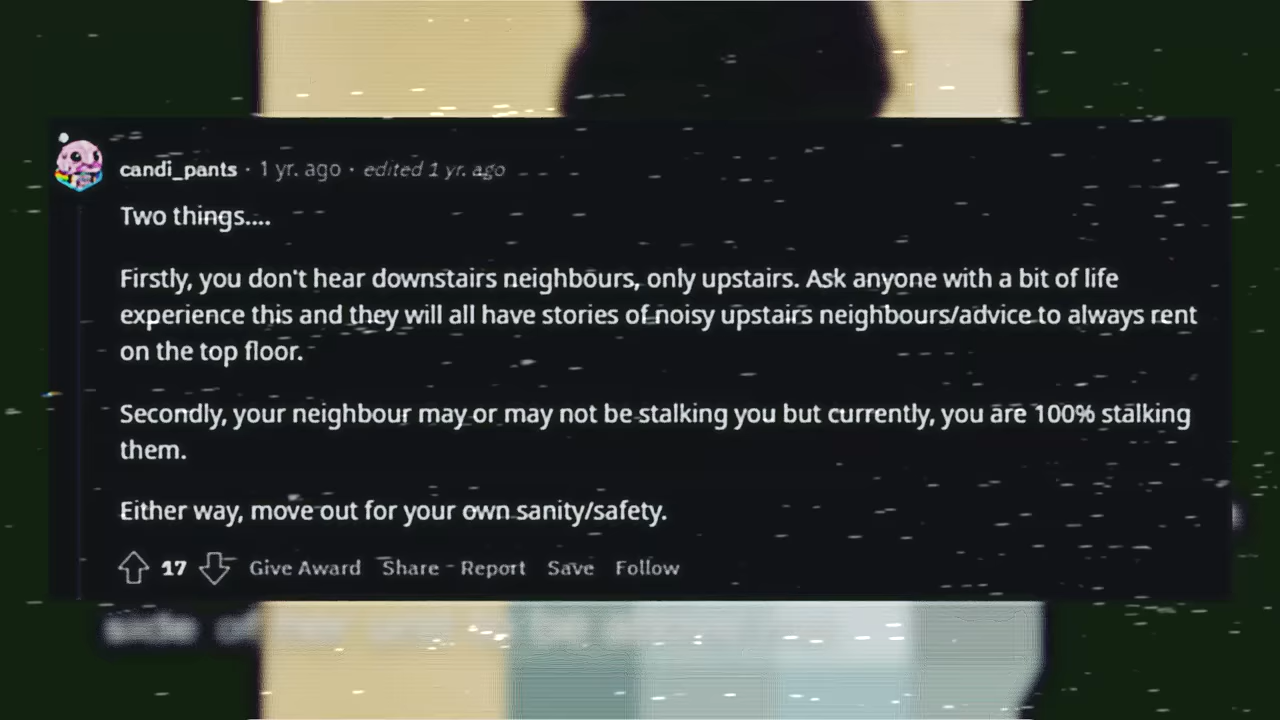 candi_pants · 1 yr. ago · edited 1 yr. ago
Two things....
Firstly, you don't hear downstairs neighbours, only upstairs. Ask anyone with a bit of life
experience this and they will all have stories of noisy upstairs neighbours/advice to always rent
on the top floor.
Secondly, your neighbour may or may not be stalking you but currently, you are 100% stalking
them.
Either way, move out for your own sanity/safety.
17 Give Award Share Report Save Follow
side of